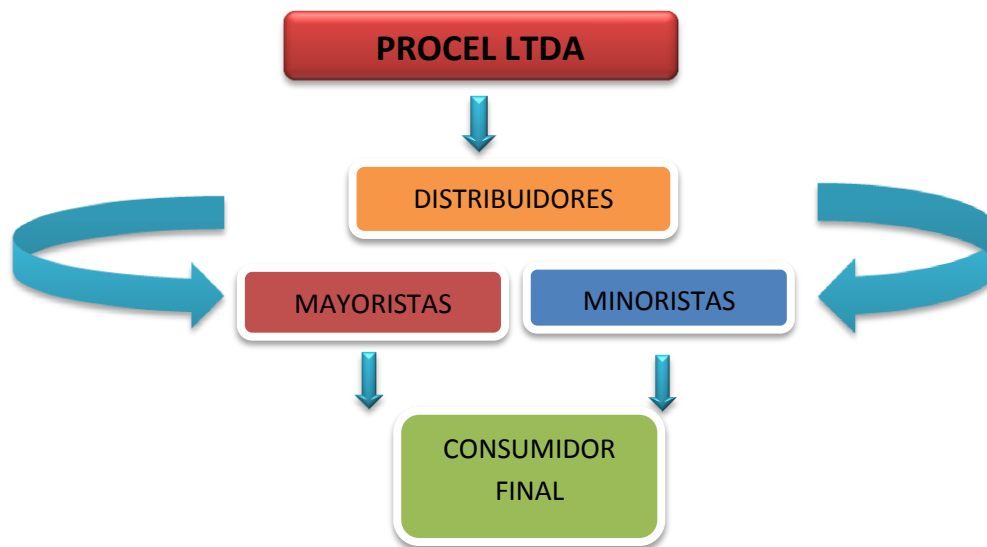 PROCEL LTDA
DISTRIBUIDORES
MAYORISTAS
MINORISTAS
CONSUMIDOR
FINAL